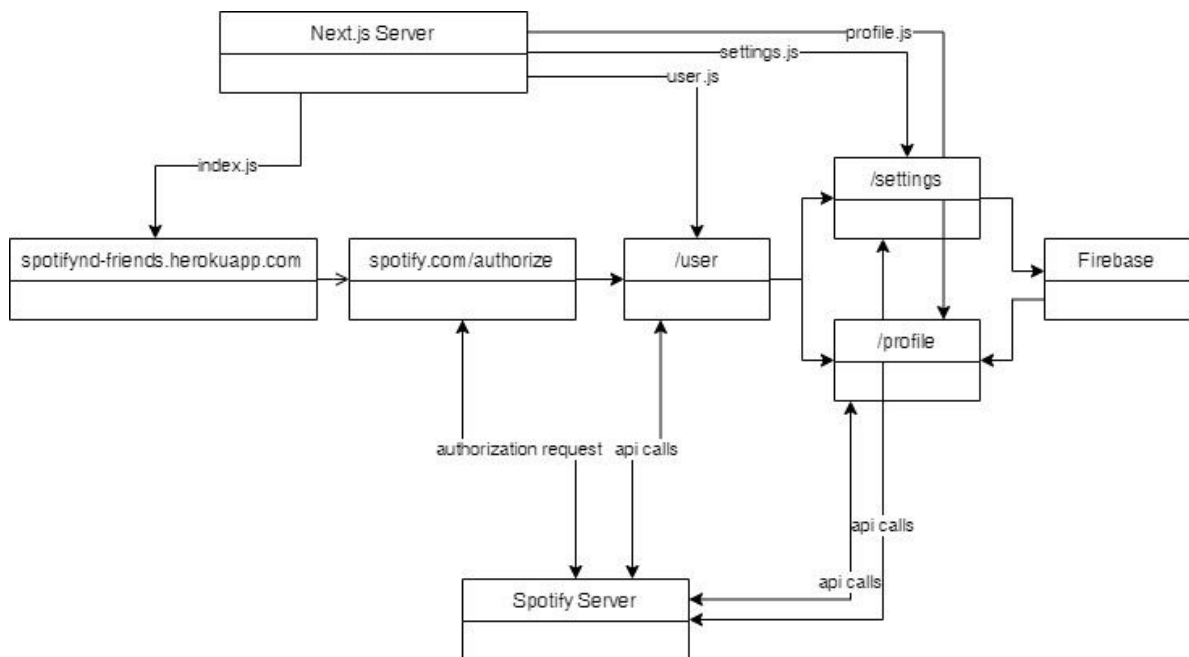 Next.js Server
profile.js
settings.js
user.js
index.js
/settings
spotifynd-friends.herokuapp.com
spotify.com/authorize
/user
Firebase
/profile
authorization request
api calls
api calls
api calls
Spotify Server